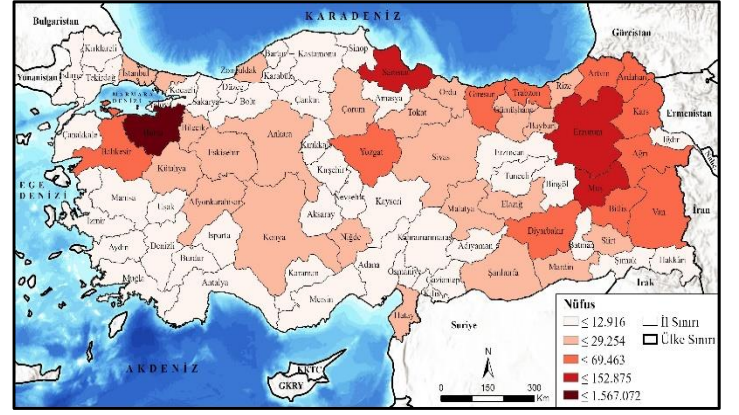 KARADENİZ
Bulgaristan
Gürcistan
Kırklareli
Edirne
Tekirdağ
İstanbul
Yunanistan
MARMARA
DENİZİ
Kocaeli
Sakarya
Düzce
Zonguldak
Bartın
Karabük
Kastamonu
Sinop
Samsun
Ordu
Giresun
Trabzon
Rize
Artvin
Ardahan
Bolu
Çankırı
Çorum
Amasya
Tokat
Gümüşhane
Bayburt
Erzurum
Kars
Ermenistan
Iğdır
Çanakkale
Balıkesir
Bursa
Bilecik
Eskişehir
Ankara
Kırıkkale
Yozgat
Sivas
Erzincan
Tunceli
Bingöl
Muş
Ağrı
Kütahya
Kırşehir
EGE
DENİZİ
Manisa
Uşak
Afyonkarahisar
Nevşehir
Kayseri
Malatya
Elazığ
Diyarbakır
Bitlis
Van
İran
İzmir
Aydın
Denizli
Isparta
Burdur
Konya
Aksaray
Niğde
Kahramanmaraş
Adıyaman
Batman
Siirt
Şırnak
Hakkâri
Muğla
Antalya
Karaman
Mersin
Adana
Osmaniye
Gaziantep
Kilis
Şanlıurfa
Mardin
Irak
Hatay
Suriye
AKDENİZ
KKTC
GKRY
N
0 150 300
Km
Nüfus
≤ 12.916
≤ 29.254
≤ 69.463
≤ 152.875
≤ 1.567.072
İl Sınırı
Ülke Sınırı